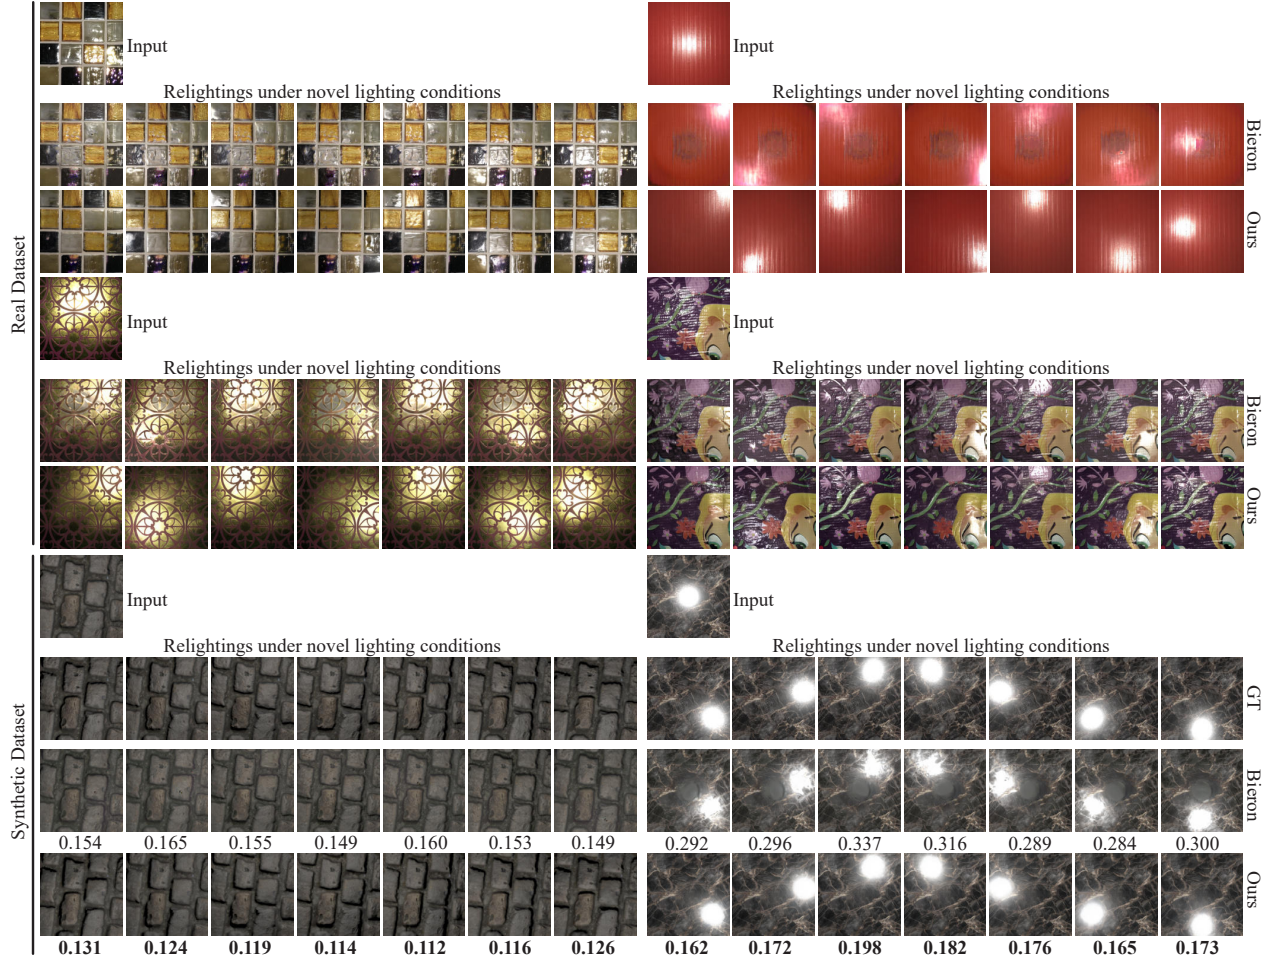 Input
Input
Relightings under novel lighting conditions
Relightings under novel lighting conditions
Bieron
Ours
Real Dataset
Input
Input
Relightings under novel lighting conditions
Relightings under novel lighting conditions
Bieron
Ours
Input
Input
Relightings under novel lighting conditions
Relightings under novel lighting conditions
GT
Synthetic Dataset
Bieron
0.154 0.165 0.155 0.149 0.160 0.153 0.149 0.292 0.296 0.337 0.316 0.289 0.284 0.300
Ours
0.131 0.124 0.119 0.114 0.112 0.116 0.126 0.162 0.172 0.198 0.182 0.176 0.165 0.173